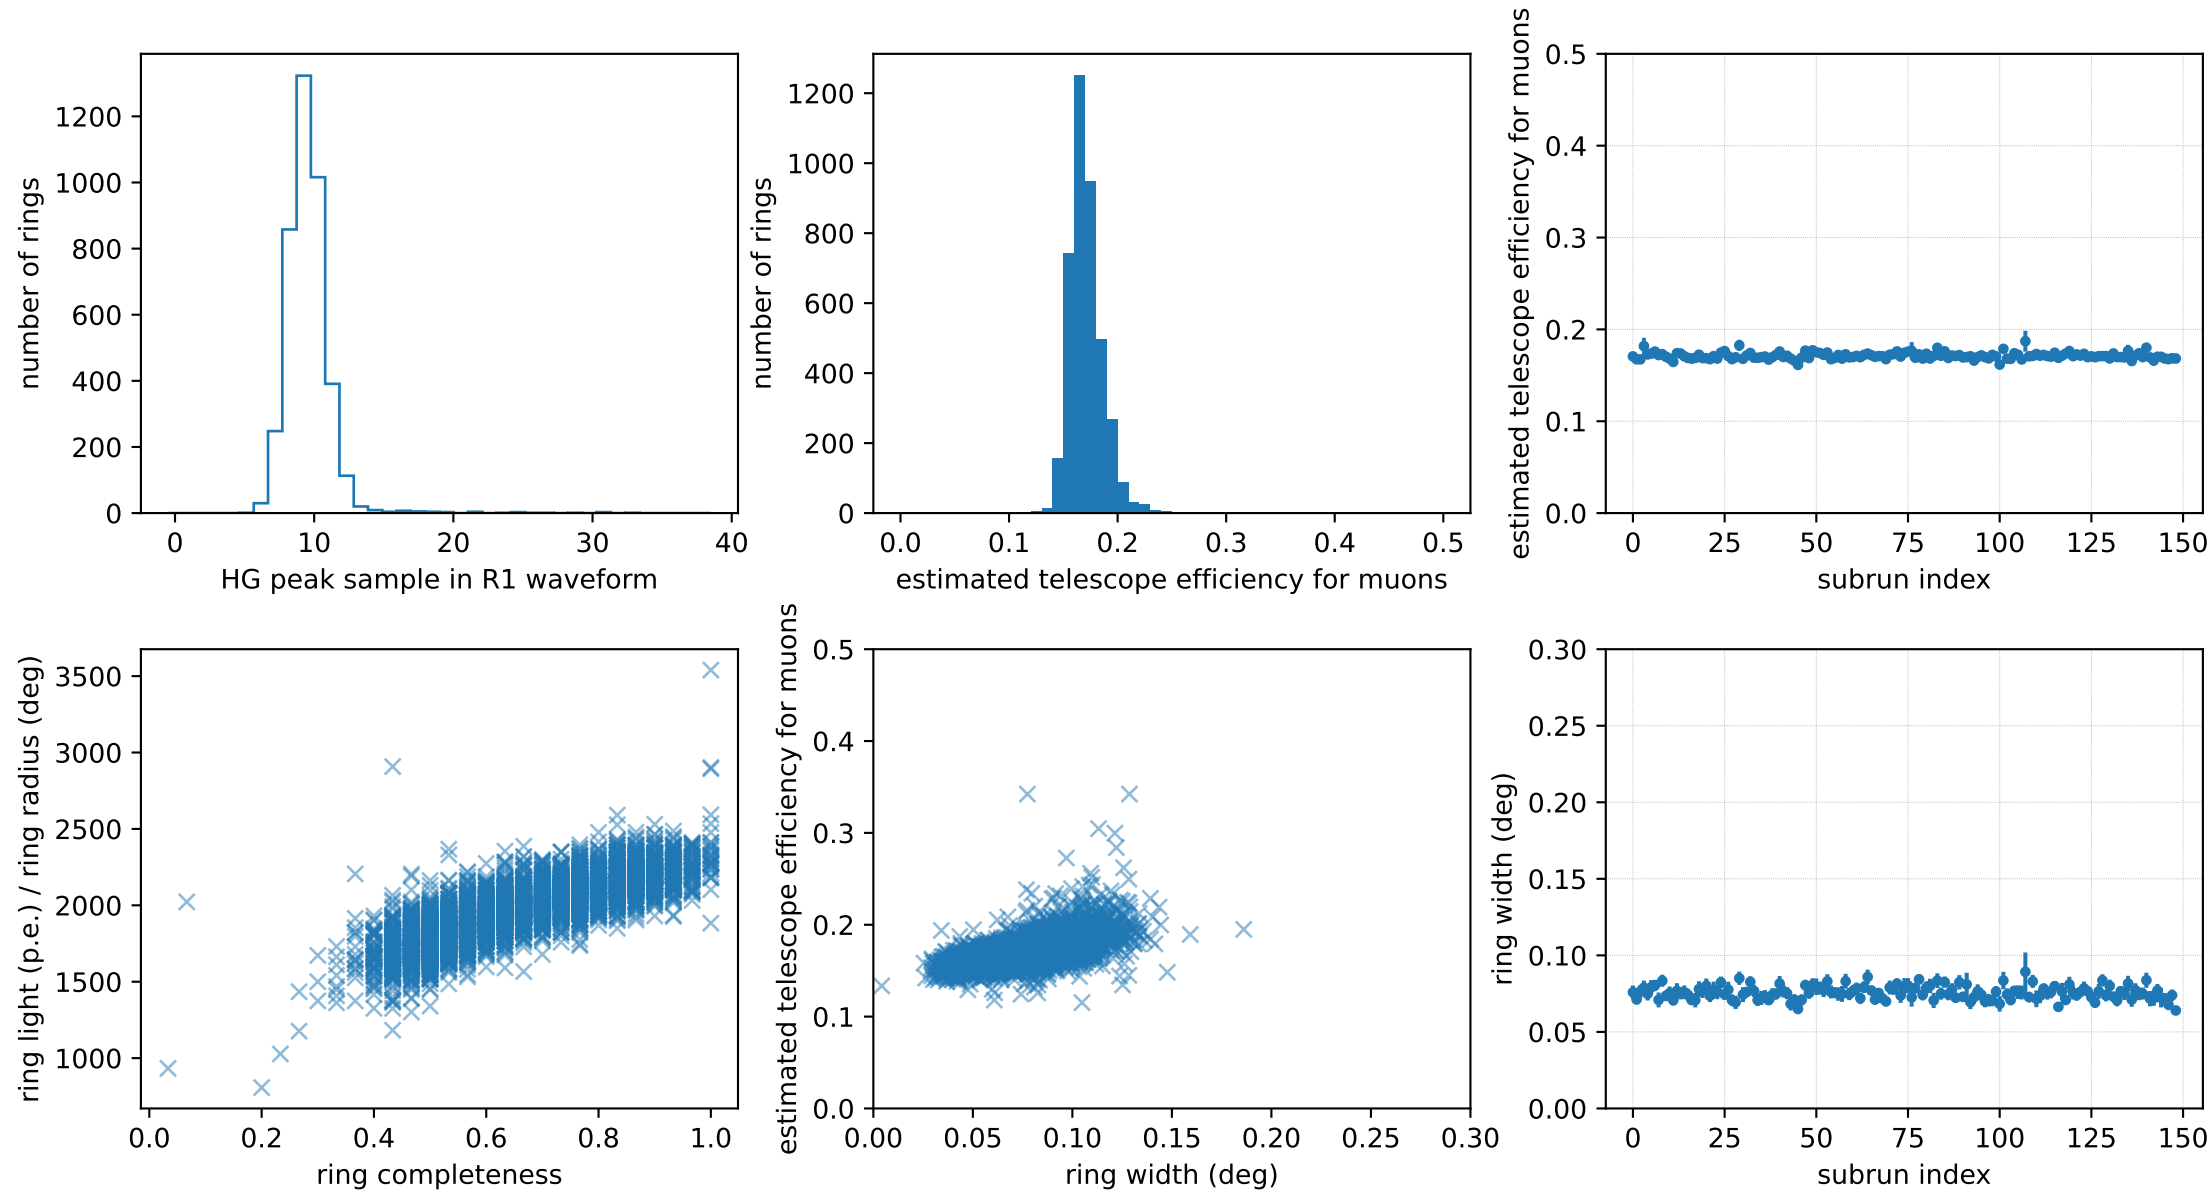 number of rings
1200
1000
800
600
400
200
0
0 10 20 30 40
HG peak sample in R1 waveform
number of rings
1200
1000
800
600
400
200
0
0.0 0.1 0.2 0.3 0.4 0.5
estimated telescope efficiency for muons
estimated telescope efficiency for muons
0.5
0.4
0.3
0.2
0.1
0.0
0 25 50 75 100 125 150
subrun index
ring light (p.e.) / ring radius (deg)
3500
3000
2500
2000
1500
1000
0.0 0.2 0.4 0.6 0.8 1.0
ring completeness
estimated telescope efficiency for muons
0.5
0.4
0.3
0.2
0.1
0.0
0.00 0.05 0.10 0.15 0.20 0.25 0.30
ring width (deg)
ring width (deg)
0.30
0.25
0.20
0.15
0.10
0.05
0.00
0 25 50 75 100 125 150
subrun index